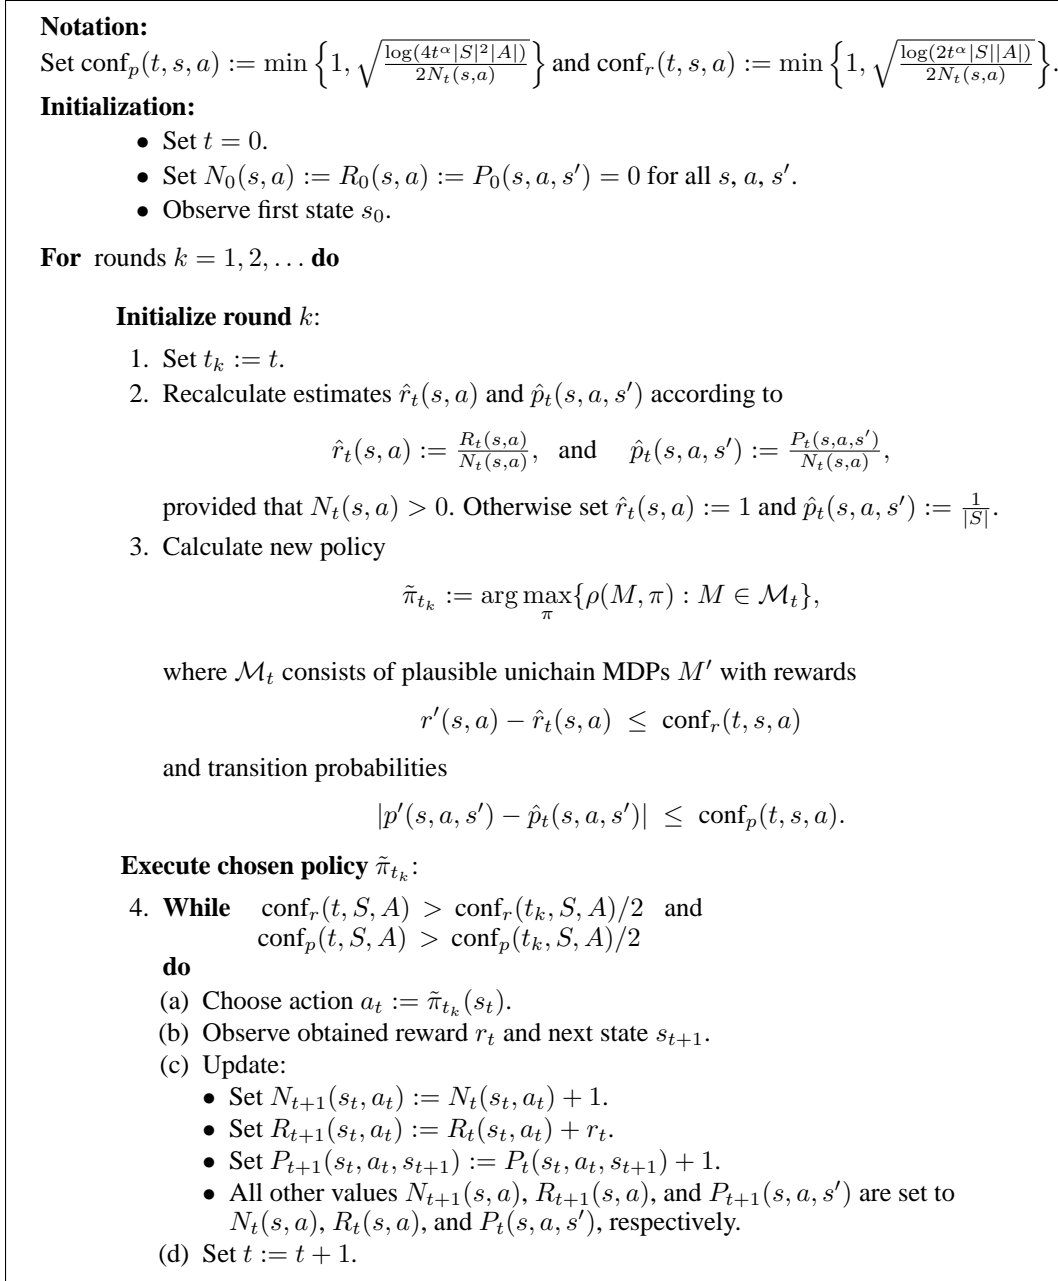 Notation:
Set conf_p(t, s, a) := min { 1, √(log(4t^α|S|^2|A|) / 2N_t(s,a)) } and conf_r(t, s, a) := min { 1, √(log(2t^α|S||A|) / 2N_t(s,a)) }.
Initialization:
• Set t = 0.
• Set N_0(s, a) := R_0(s, a) := P_0(s, a, s′) = 0 for all s, a, s′.
• Observe first state s_0.
For rounds k = 1, 2, . . . do
Initialize round k:
1. Set t_k := t.
2. Recalculate estimates r̂_t(s, a) and p̂_t(s, a, s′) according to
r̂_t(s, a) := R_t(s,a) / N_t(s,a), and p̂_t(s, a, s′) := P_t(s,a,s′) / N_t(s,a),
provided that N_t(s, a) > 0. Otherwise set r̂_t(s, a) := 1 and p̂_t(s, a, s′) := 1/|S|.
3. Calculate new policy
π̃_{t_k} := arg max_π {ρ(M, π) : M ∈ ℳ_t},
where ℳ_t consists of plausible unichain MDPs M′ with rewards
r′(s, a) − r̂_t(s, a) ≤ conf_r(t, s, a)
and transition probabilities
|p′(s, a, s′) − p̂_t(s, a, s′)| ≤ conf_p(t, s, a).
Execute chosen policy π̃_{t_k}:
4. While conf_r(t, S, A) > conf_r(t_k, S, A)/2 and
conf_p(t, S, A) > conf_p(t_k, S, A)/2
do
(a) Choose action a_t := π̃_{t_k}(s_t).
(b) Observe obtained reward r_t and next state s_{t+1}.
(c) Update:
• Set N_{t+1}(s_t, a_t) := N_t(s_t, a_t) + 1.
• Set R_{t+1}(s_t, a_t) := R_t(s_t, a_t) + r_t.
• Set P_{t+1}(s_t, a_t, s_{t+1}) := P_t(s_t, a_t, s_{t+1}) + 1.
• All other values N_{t+1}(s, a), R_{t+1}(s, a), and P_{t+1}(s, a, s′) are set to
N_t(s, a), R_t(s, a), and P_t(s, a, s′), respectively.
(d) Set t := t + 1.